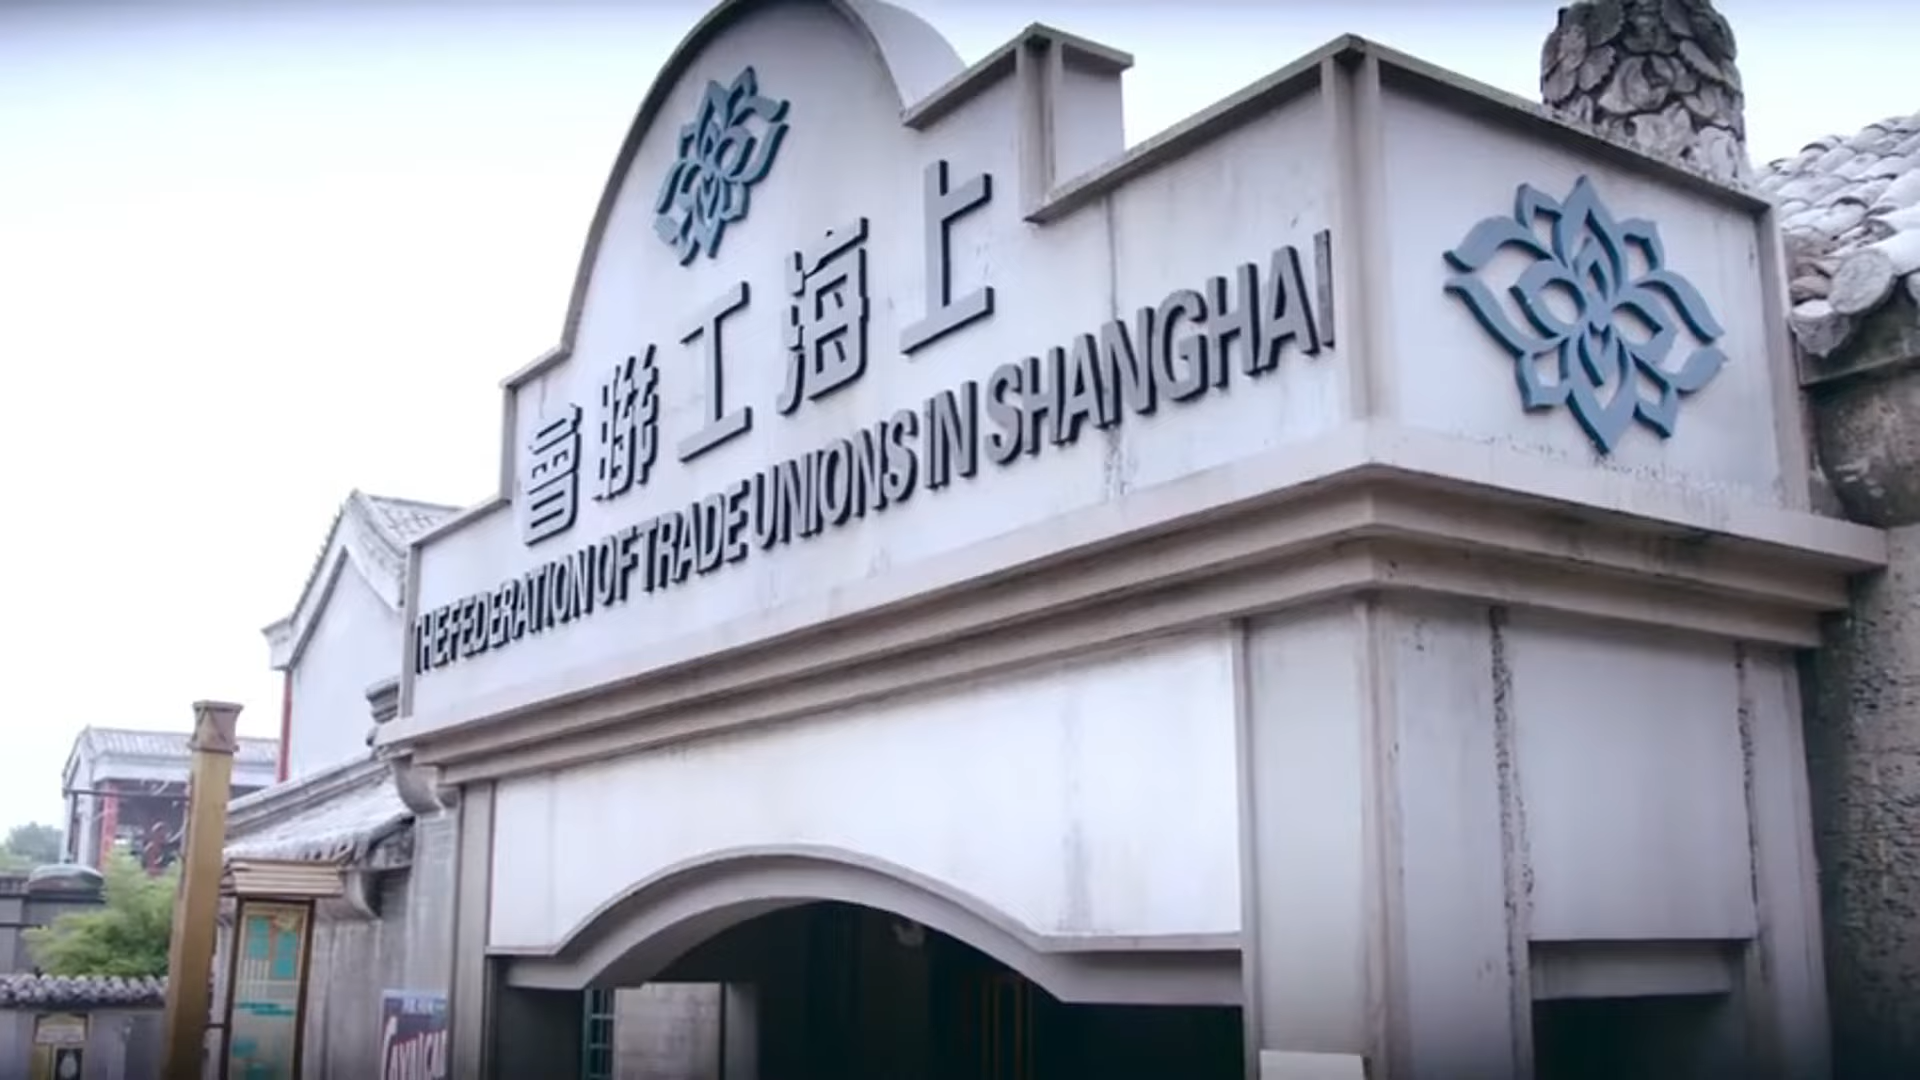 上海工聯會
THE FEDERATION OF TRADE UNIONS IN SHANGHAI